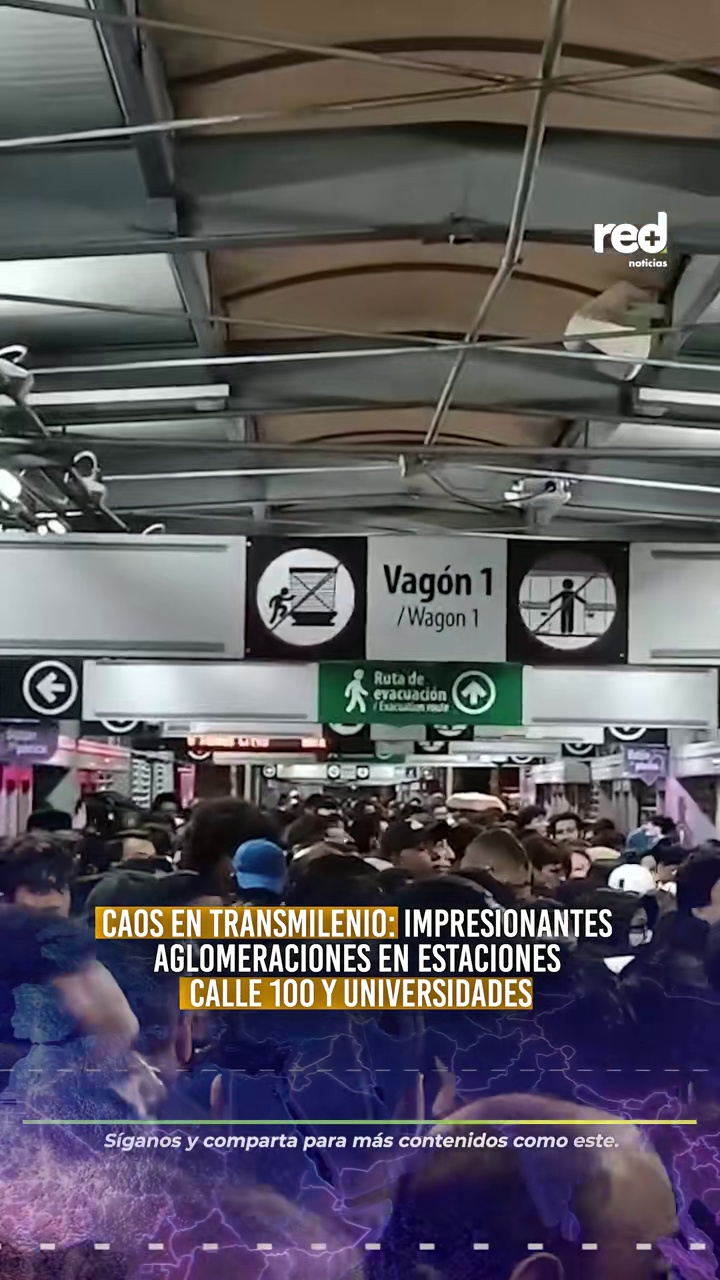 red
noticias
Vagón 1
/Wagon 1
Ruta de
evacuación
/ Evacuation route
CAOS EN TRANSMILENIO: IMPRESIONANTES
AGLOMERACIONES EN ESTACIONES
CALLE 100 Y UNIVERSIDADES
Síganos y comparta para más contenidos como este.